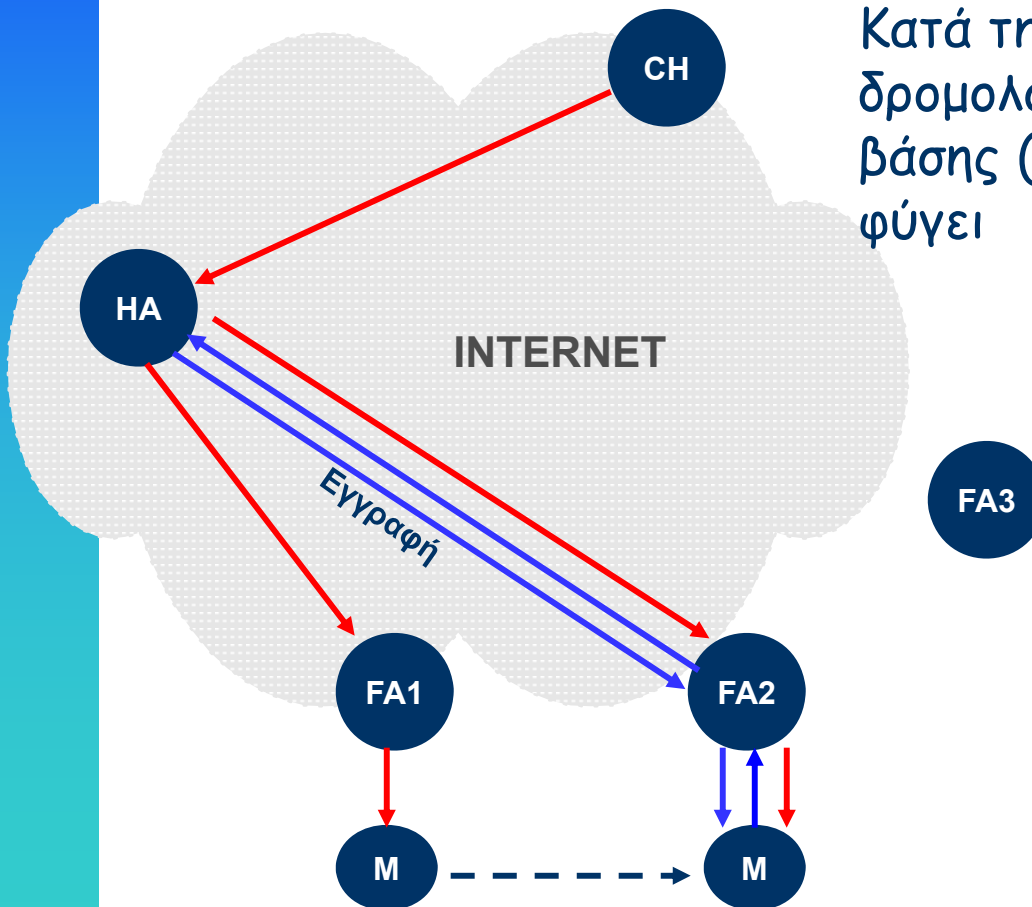 CH
Κατά τη
δρομολο
βάσης (
φύγει
HA
INTERNET
Εγγραφή
FA3
FA1
FA2
M
M